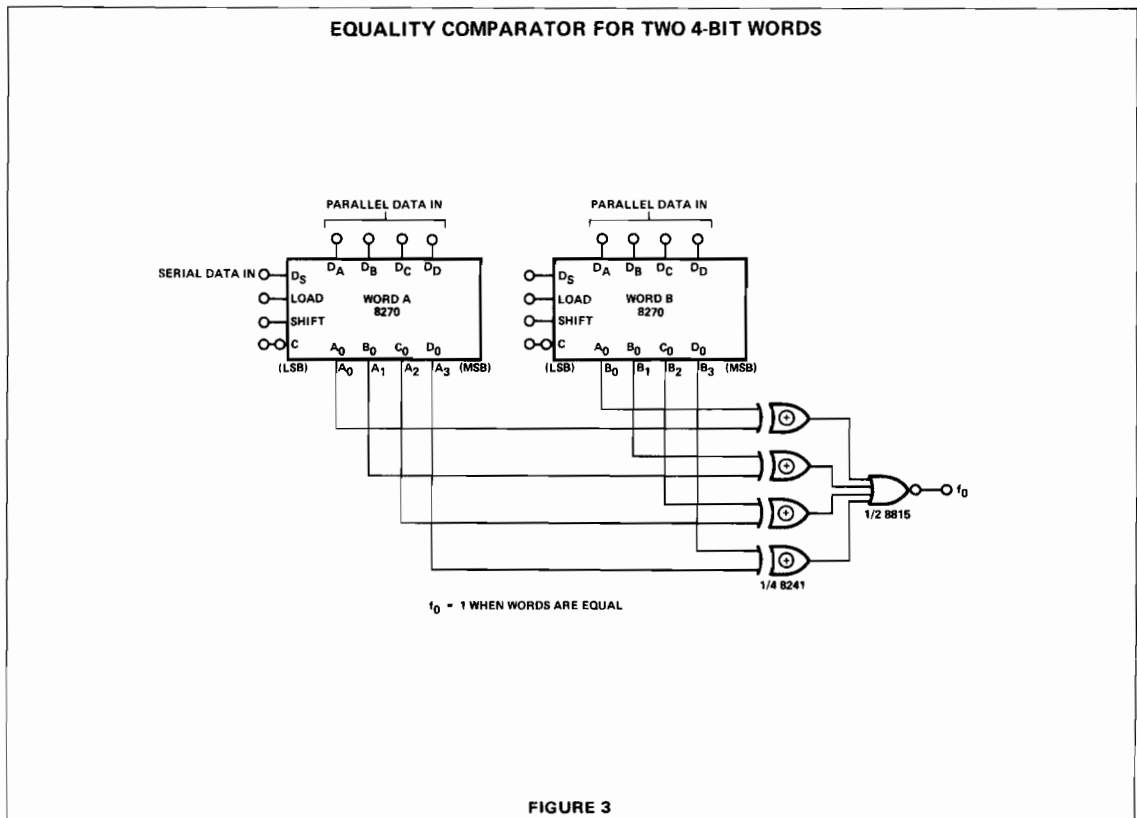 EQUALITY COMPARATOR FOR TWO 4-BIT WORDS
PARALLEL DATA IN
PARALLEL DATA IN
SERIAL DATA IN
DS DA DB DC DD
LOAD
WORD A
8270
SHIFT
C
A0 B0 C0 D0
(LSB) A0 A1 A2 A3 (MSB)
DS DA DB DC DD
LOAD
WORD B
8270
SHIFT
C
A0 B0 C0 D0
(LSB) B0 B1 B2 B3 (MSB)
+
+
+
+
f0
1/2 8815
1/4 8241
f0 = 1 WHEN WORDS ARE EQUAL
FIGURE 3